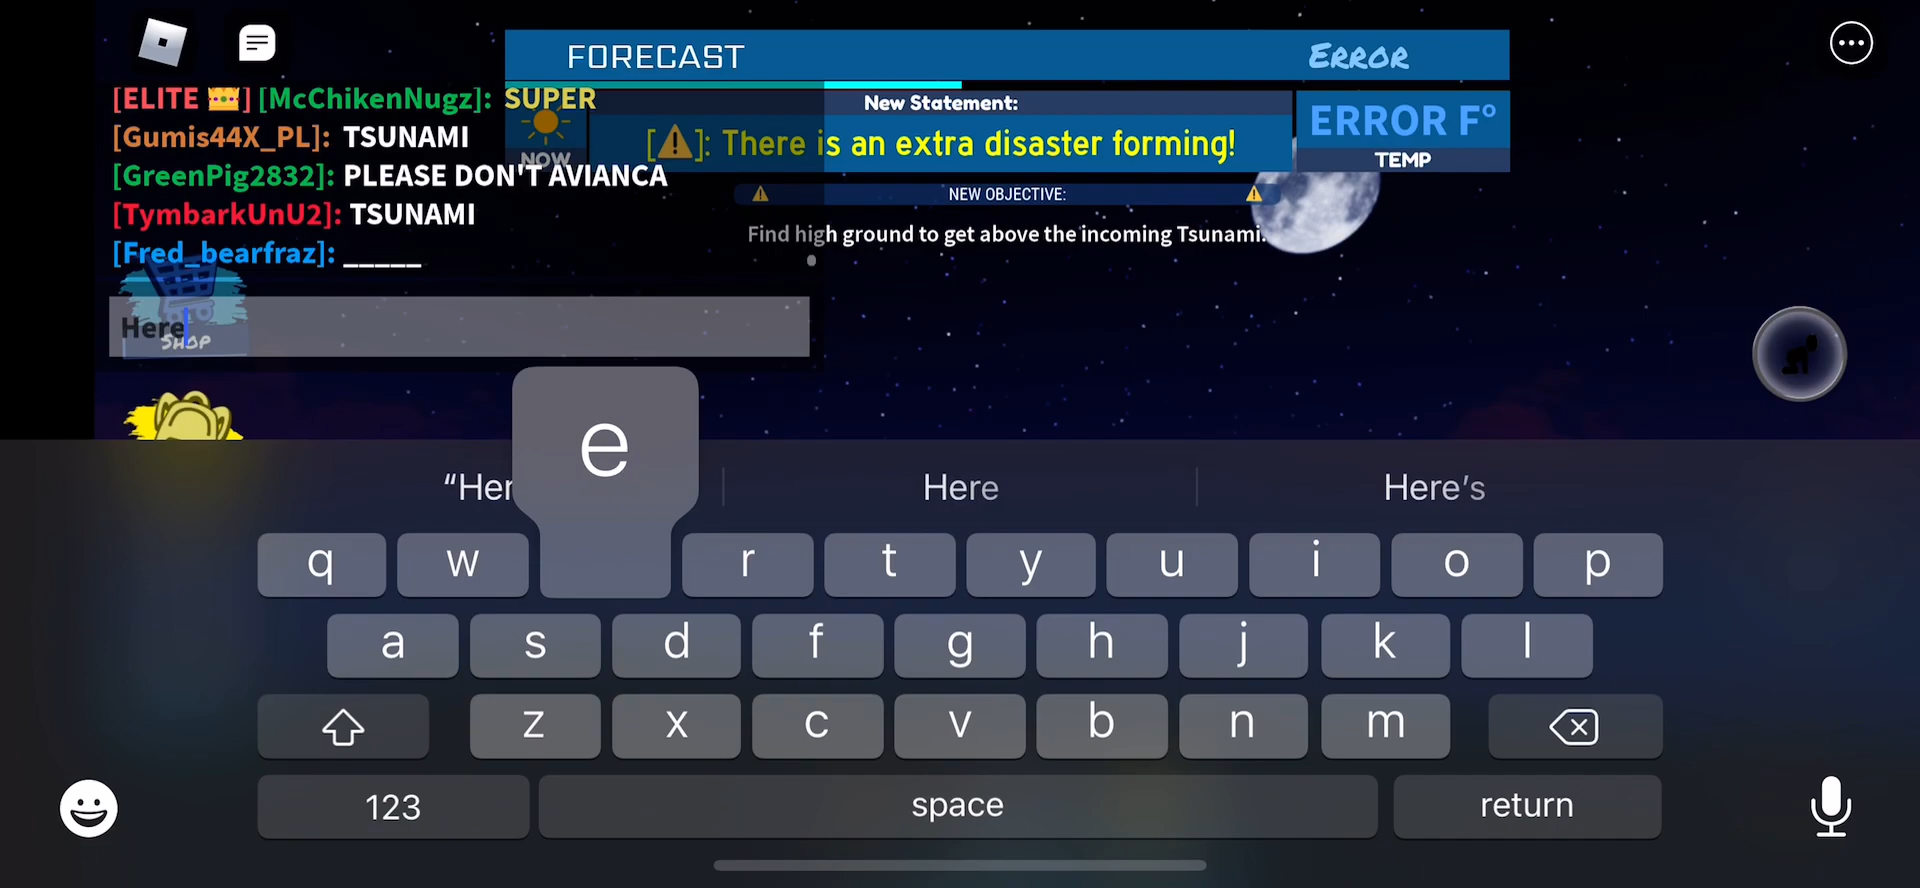 FORECAST
ERROR
[ELITE 👑] [McChikenNugz]: SUPER
New Statement:
[Gumis44X_PL]: TSUNAMI
[⚠]: There is an extra disaster forming!
ERROR F°
NOW
TEMP
[GreenPig2832]: PLEASE DON'T AVIANCA
NEW OBJECTIVE:
[TymbarkUnU2]: TSUNAMI
Find high ground to get above the incoming Tsunami.
[Fred_bearfraz]: _____
Here
SHOP
e
“Her
Here
Here's
q w r t y u i o p
a s d f g h j k l
z x c v b n m
123
space
return